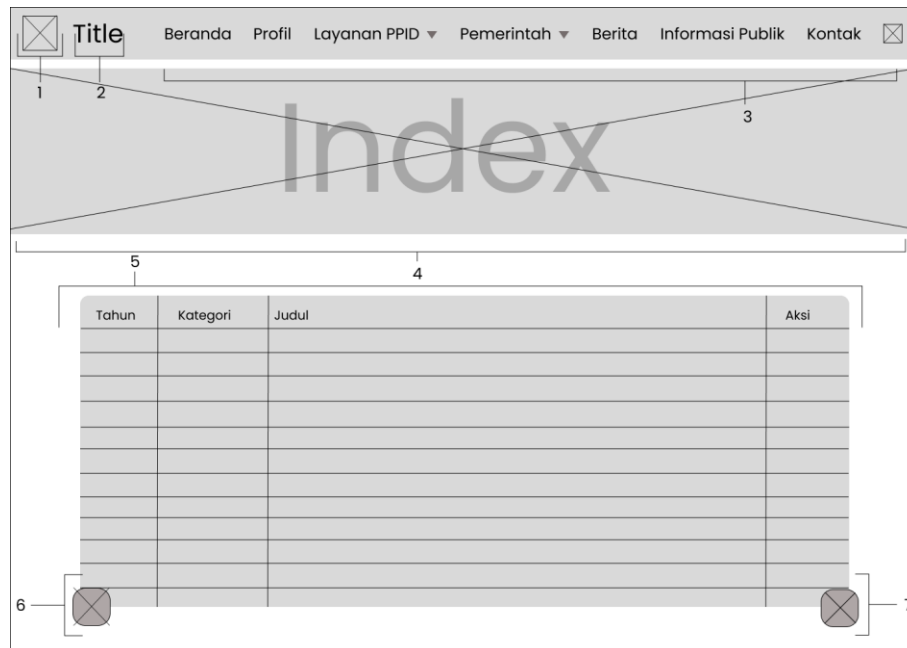 Title Beranda Profil Layanan PPID Pemerintah Berita Informasi Publik Kontak
1 2
3
Index
5
4
Tahun Kategori Judul Aksi
6
7